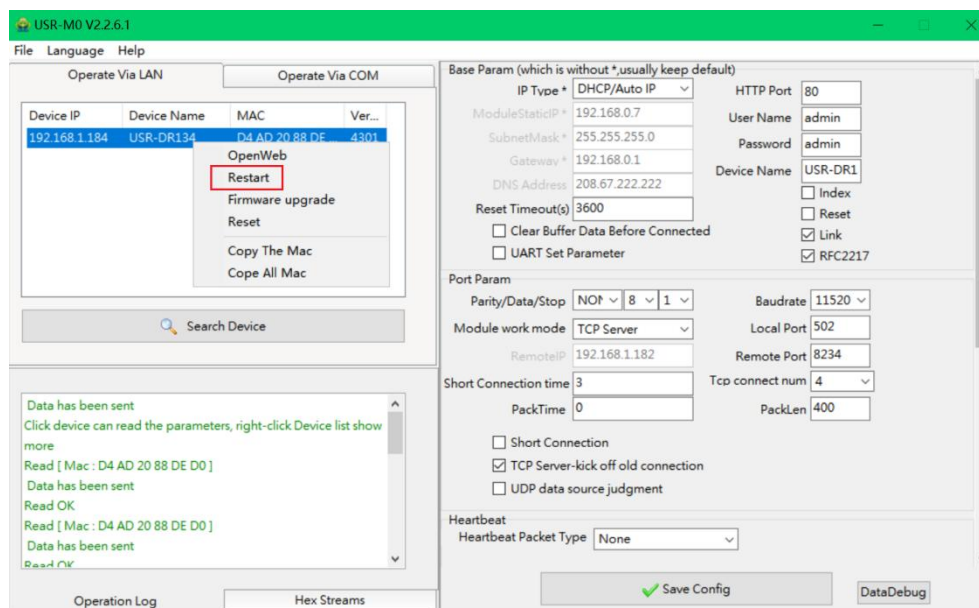 USR-M0 V2.2.6.1
File Language Help
Operate Via LAN
Operate Via COM
Device IP Device Name MAC Ver...
192.168.1.184 USR-DR134 D4 AD 20 88 DE ... 4301
OpenWeb
Restart
Firmware upgrade
Reset
Copy The Mac
Cope All Mac
Search Device
Data has been sent
Click device can read the parameters, right-click Device list show
more
Read [ Mac : D4 AD 20 88 DE D0 ]
Data has been sent
Read OK
Read [ Mac : D4 AD 20 88 DE D0 ]
Data has been sent
Read OK
Operation Log
Hex Streams
Base Param (which is without *,usually keep default)
IP Type * DHCP/Auto IP
ModuleStaticIP * 192.168.0.7
SubnetMask * 255.255.255.0
Gateway * 192.168.0.1
DNS Address 208.67.222.222
Reset Timeout(s) 3600
Clear Buffer Data Before Connected
UART Set Parameter
HTTP Port 80
User Name admin
Password admin
Device Name USR-DR1
Index
Reset
Link
RFC2217
Port Param
Parity/Data/Stop 8 1
Module work mode TCP Server
RemoteIP 192.168.1.182
Short Connection time 3
PackTime 0
Baudrate 11520
Local Port 502
Remote Port 8234
Tcp connect num 4
PackLen 400
Short Connection
TCP Server-kick off old connection
UDP data source judgment
Heartbeat
Heartbeat Packet Type None
Save Config
DataDebug